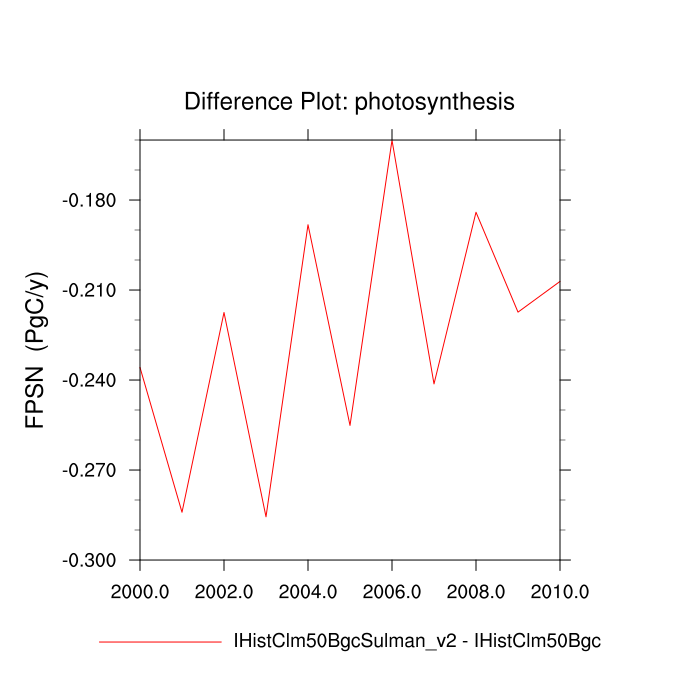 Difference Plot: photosynthesis
FPSN (PgC/y)
-0.180
-0.210
-0.240
-0.270
-0.300
2000.0 2002.0 2004.0 2006.0 2008.0 2010.0
IHistClm50BgcSulman_v2 - IHistClm50Bgc